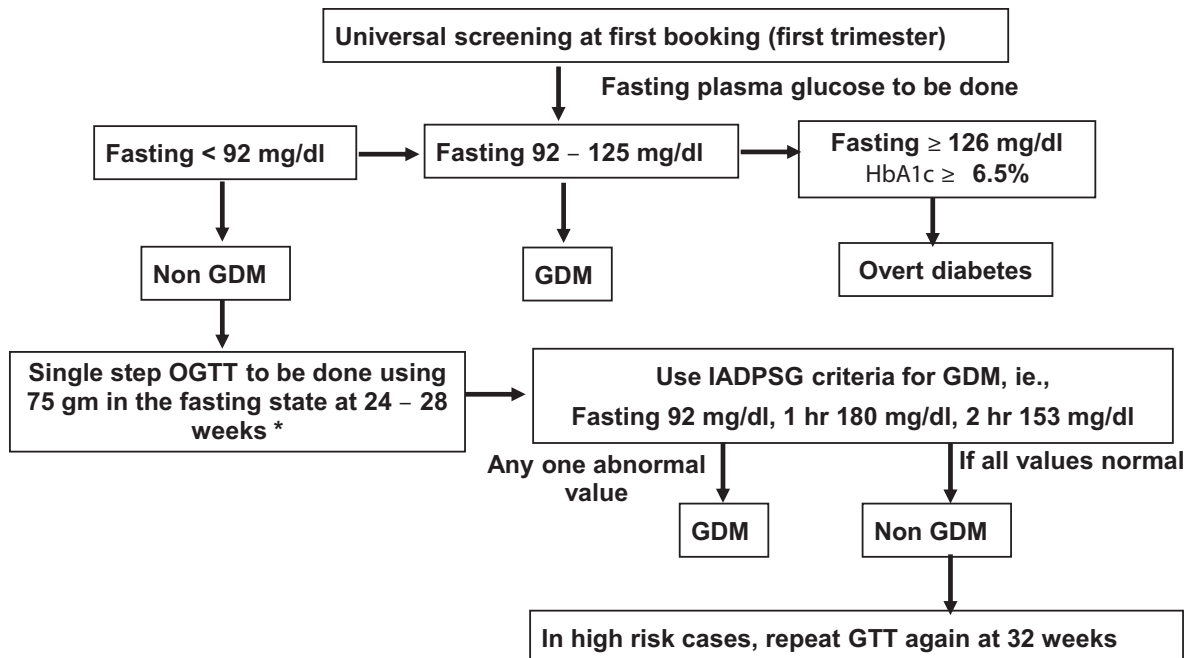 Universal screening at first booking (first trimester)
Fasting plasma glucose to be done
Fasting < 92 mg/dl
Fasting 92 – 125 mg/dl
Fasting ≥ 126 mg/dl
HbA1c ≥ 6.5%
Non GDM
GDM
Overt diabetes
Single step OGTT to be done using
75 gm in the fasting state at 24 – 28
weeks *
Use IADPSG criteria for GDM, ie.,
Fasting 92 mg/dl, 1 hr 180 mg/dl, 2 hr 153 mg/dl
Any one abnormal
value
If all values normal
GDM
Non GDM
In high risk cases, repeat GTT again at 32 weeks